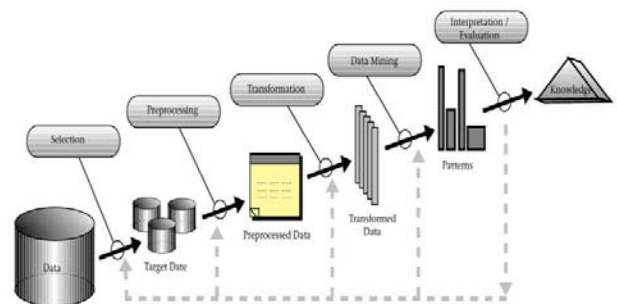 Interpretation /
Evaluation
Data Mining
Transformation
Preprocessing
Selection
Knowledge
Patterns
Transformed
Data
Preprocessed Data
Target Date
Data